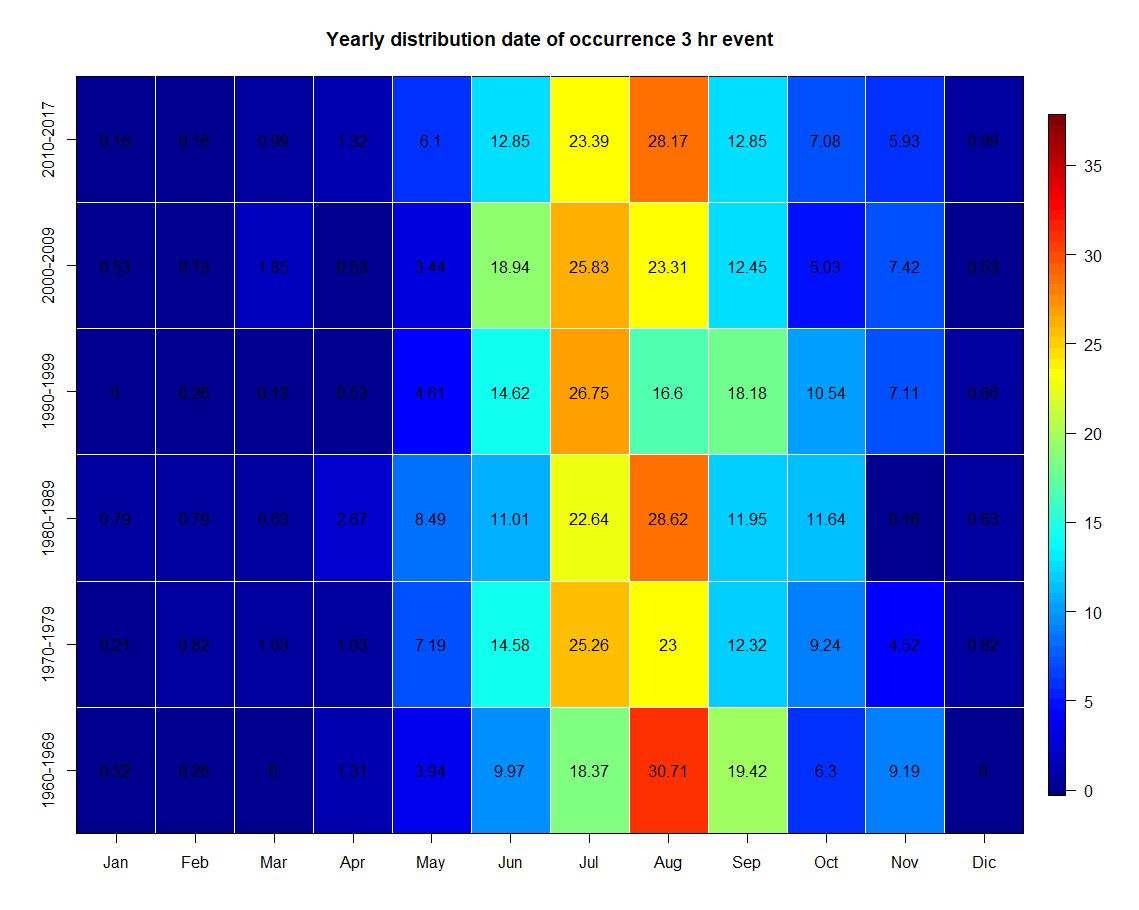 Yearly distribution date of occurrence 3 hr event
2010-2017 0.16 0.16 0.99 1.32 6.1 12.85 23.39 28.17 12.85 7.08 5.93 0.99
2000-2009 0.53 0.13 1.85 0.53 3.44 18.94 25.83 23.31 12.45 5.03 7.42 0.53
1990-1999 0 0.26 0.13 0.53 4.61 14.62 26.75 16.6 18.18 10.54 7.11 0.66
1980-1989 0.79 0.79 0.63 2.67 8.49 11.01 22.64 28.62 11.95 11.64 0.16 0.63
1970-1979 0.21 0.82 1.03 1.03 7.19 14.58 25.26 23 12.32 9.24 4.52 0.82
1960-1969 0.52 0.26 0 1.31 3.94 9.97 18.37 30.71 19.42 6.3 9.19 0
Jan Feb Mar Apr May Jun Jul Aug Sep Oct Nov Dic
35
30
25
20
15
10
5
0